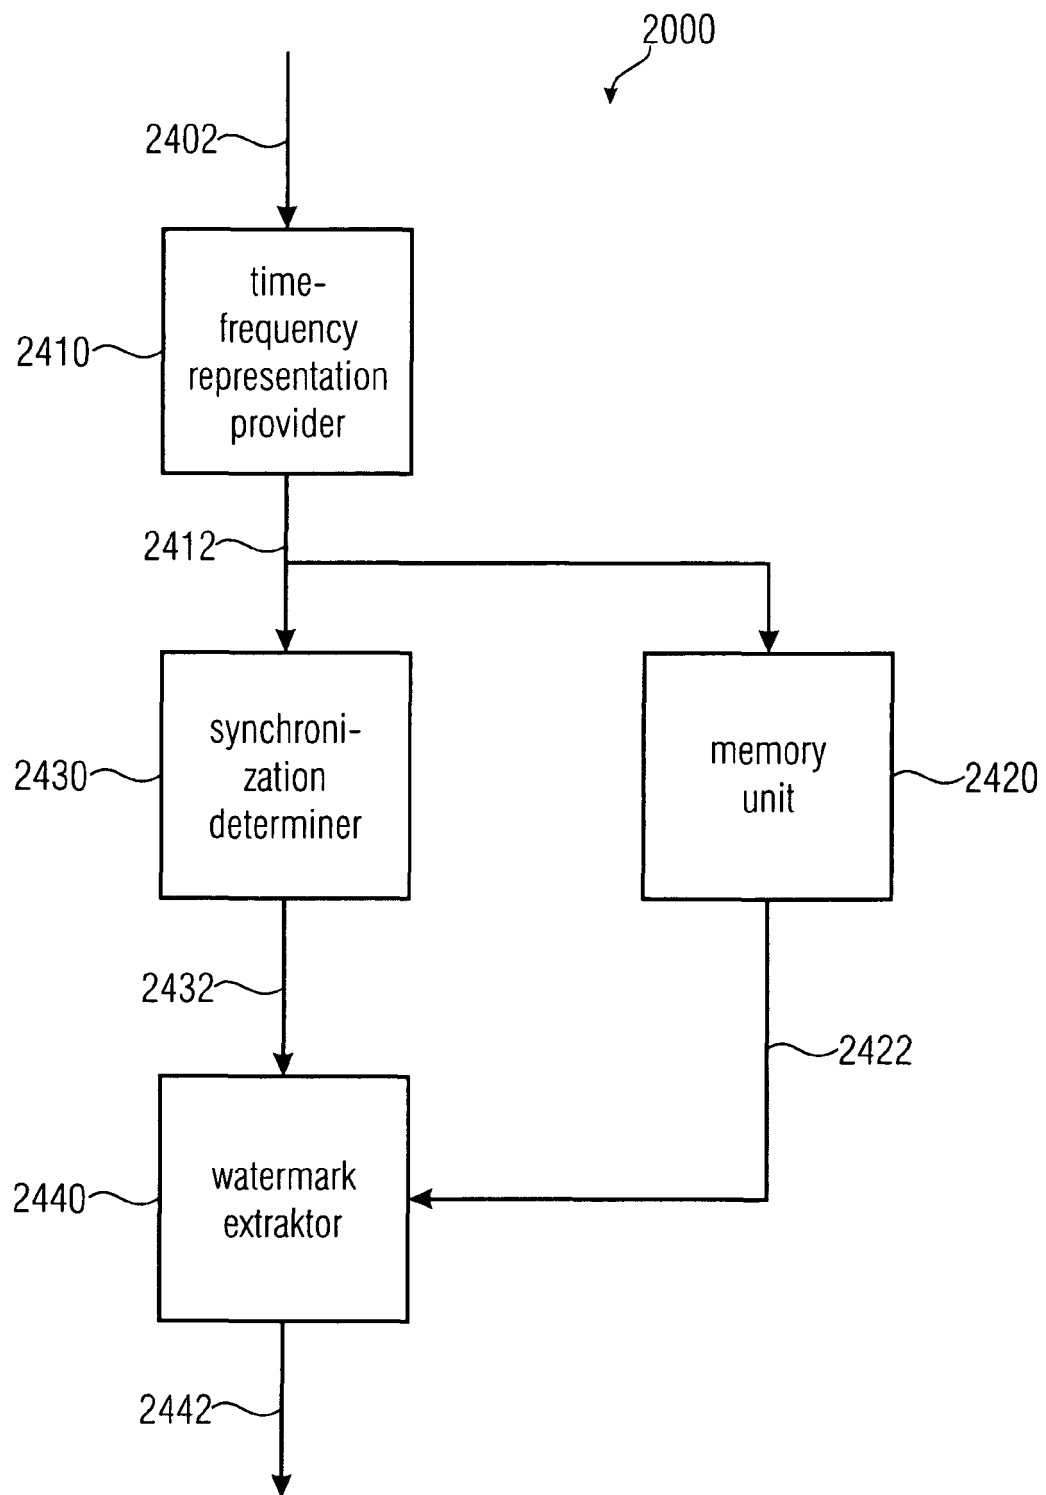 2000
2402
time-
frequency
representation
provider
2410
2412
synchroni-
zation
determiner
2430
memory
unit
2420
2432
2422
watermark
extraktor
2440
2442